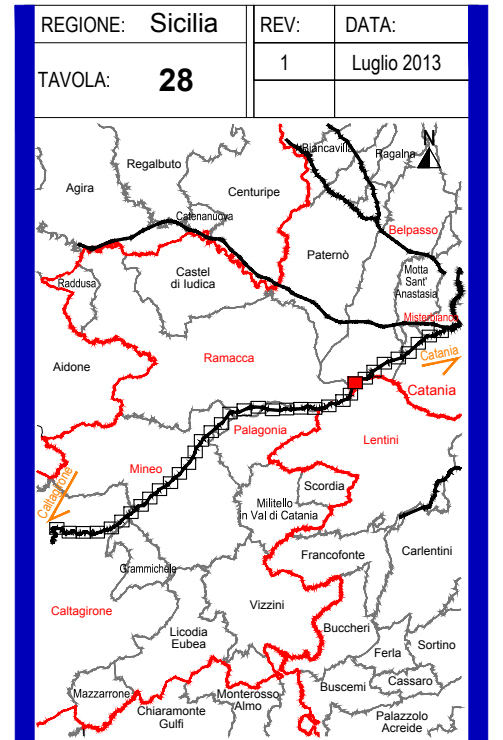 REGIONE: Sicilia
REV: DATA:
TAVOLA: 28
1 Luglio 2013
N
Biancavilla
Ragalna
Regalbuto
Agira
Centuripe
Catenanuova
Belpasso
Paternò
Motta
Sant'
Anastasia
Castel
di Iudica
Raddusa
Misterbianco
Ramacca
Catania
Aidone
Catania
Palagonia
Lentini
Mineo
Scordia
Caltagirone
Militello
in Val di Catania
Francofonte
Carlentini
Grammichele
Caltagirone
Vizzini
Licodia
Eubea
Buccheri
Ferla
Sortino
Mazzarrone
Monterosso
Almo
Buscemi
Cassaro
Chiaramonte
Gulfi
Palazzolo
Acreide